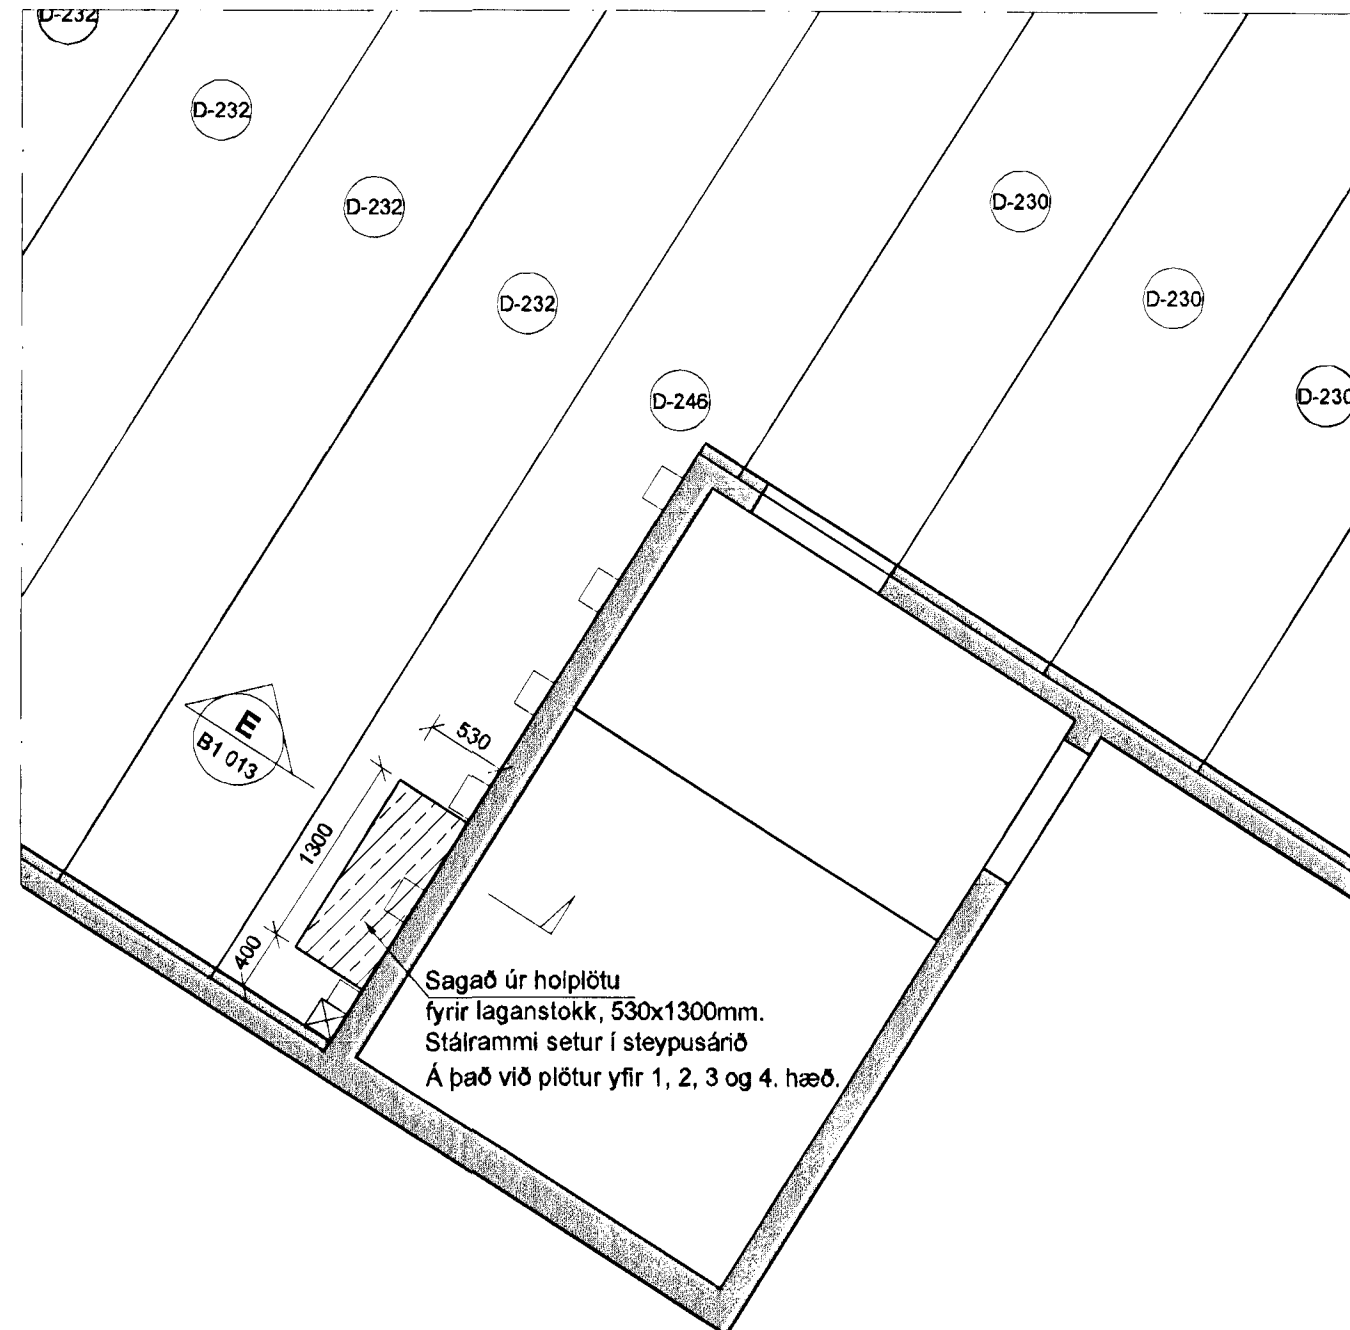 D-232
D-232
D-232
D-232
D-230
D-230
D-230
D-246
E
B1 013
530
1300
400
Sagað úr holplötu
fyrir laganstokk, 530x1300mm.
Stálrammi setur í steypusárið
Á það við plötur yfir 1, 2, 3 og 4. hæð.